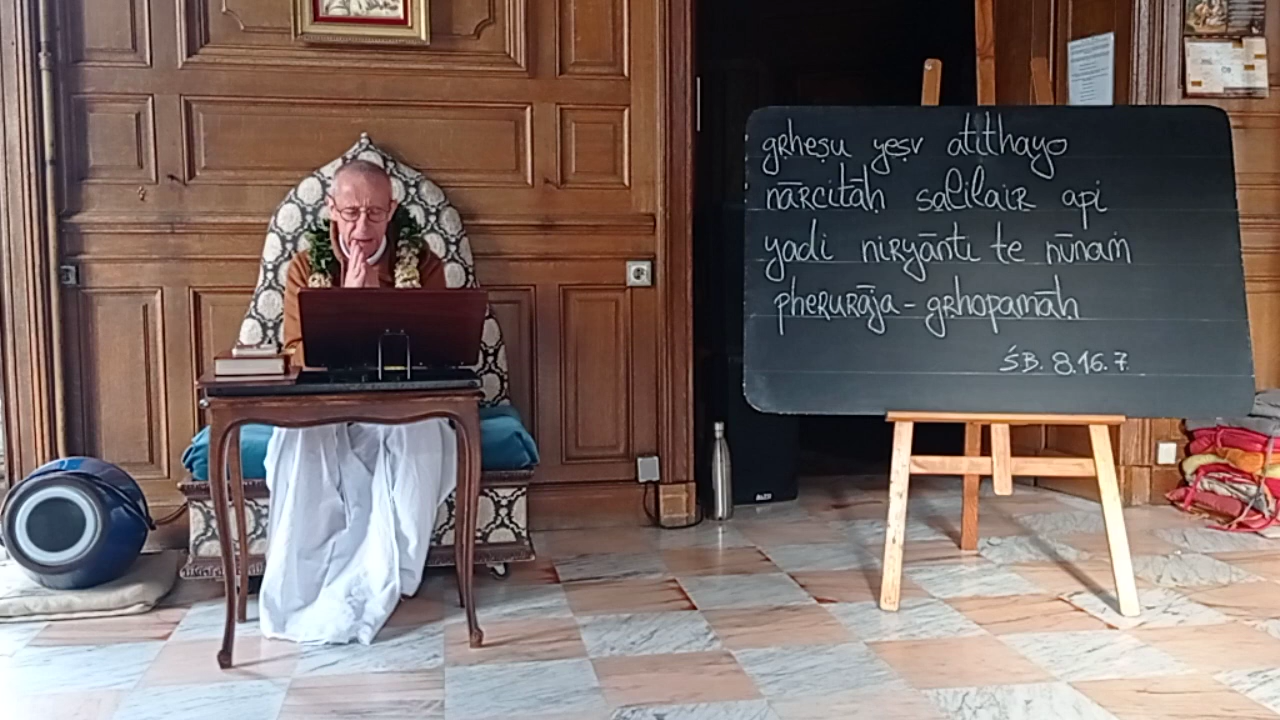 gṛheṣu yeṣv atithayo
nārcitāḥ salilair api
yadi niryānti te nūnaṁ
pherurāja-gṛhopamāḥ
ŚB. 8.16.7.